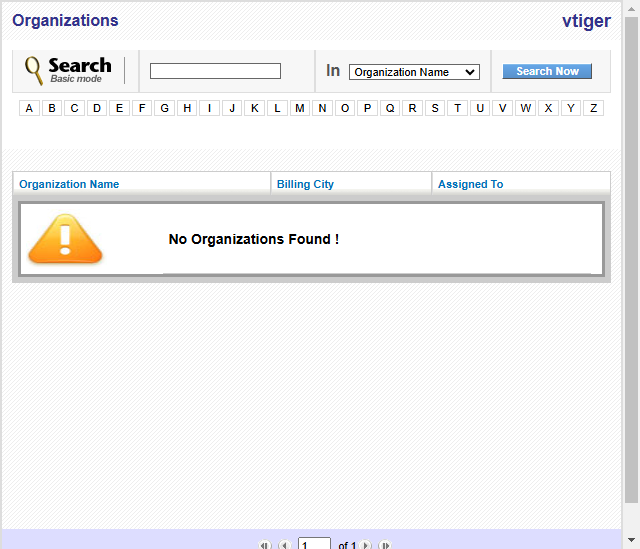 Organizations vtiger
Search
Basic mode
In Organization Name Search Now
A B C D E F G H I J K L M N O P Q R S T U V W X Y Z
Organization Name Billing City Assigned To
No Organizations Found !
1 of 1